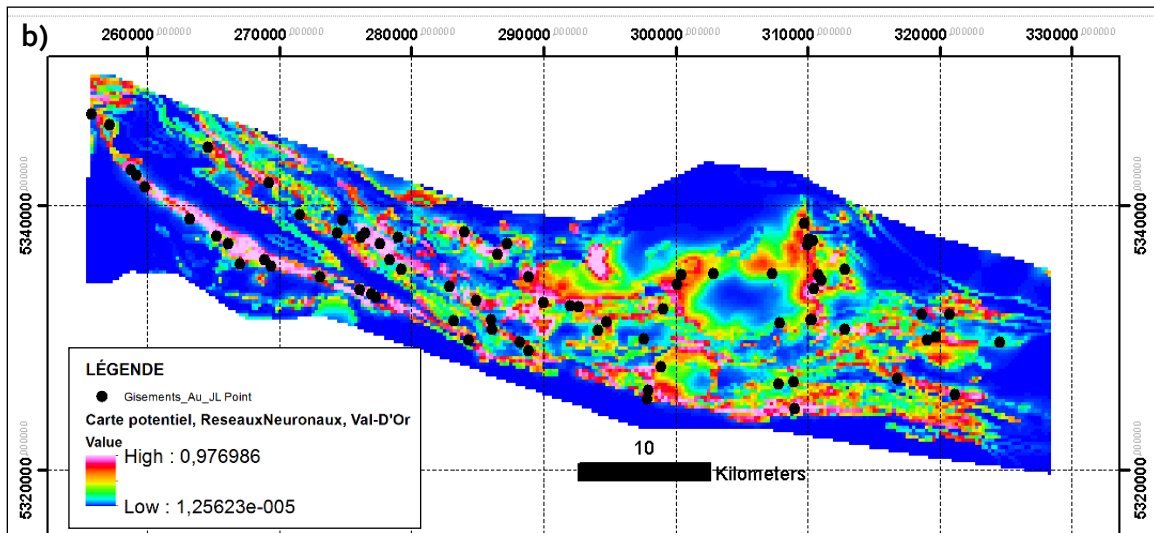 b)
260000,000000 270000,000000 280000,000000 290000,000000 300000,000000 310000,000000 320000,000000 330000,000000
5340000,000000 5340000,000000
5320000,000000 5320000,000000
LÉGENDE
Gisements_Au_JL Point
Carte potentiel, ReseauxNeuronaux, Val-D'Or
Value
High : 0,976986
Low : 1,25623e-005
10
Kilometers